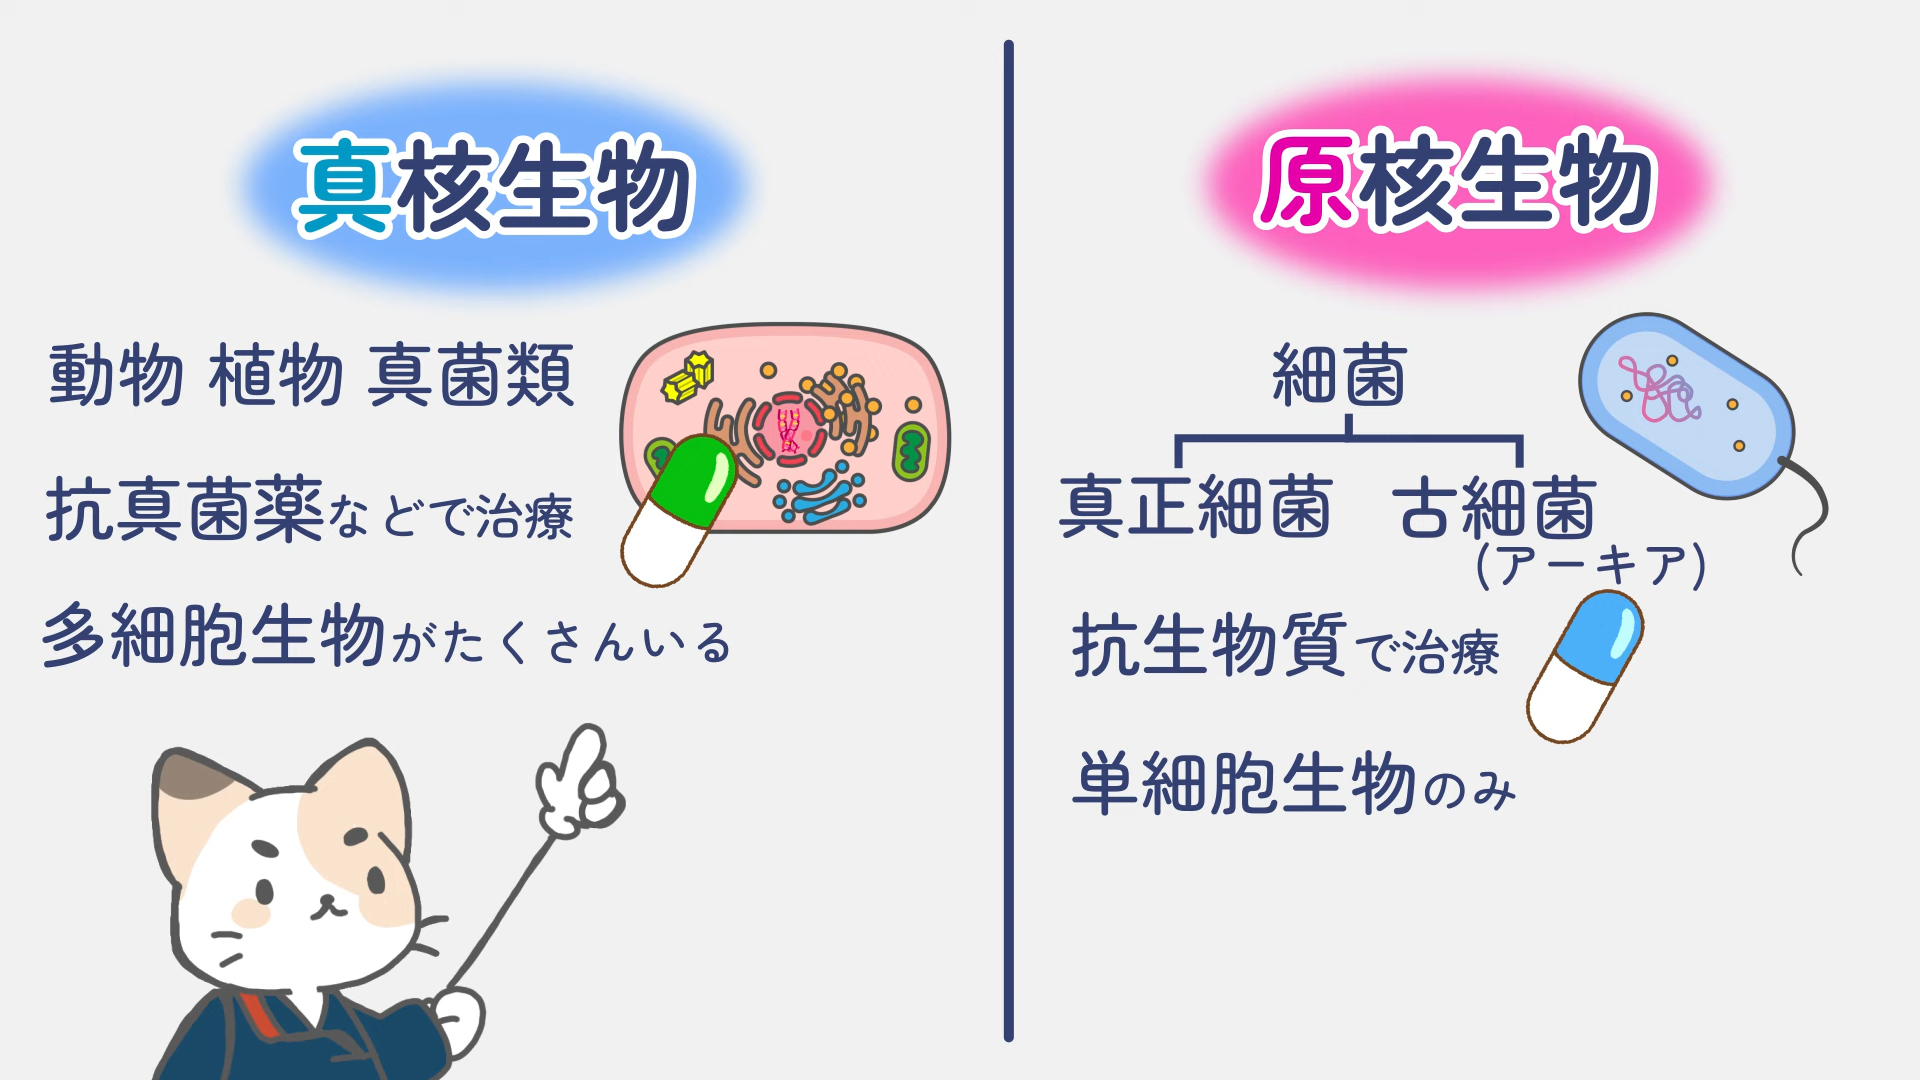 真核生物
動物 植物 真菌類
抗真菌薬などで治療
多細胞生物がたくさんいる
原核生物
細菌
真正細菌 古細菌
(アーキア)
抗生物質で治療
単細胞生物のみ